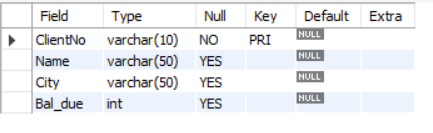 Field Type Null Key Default Extra
ClientNo varchar(10) NO PRI NULL
Name varchar(50) YES NULL
City varchar(50) YES NULL
Bal_due int YES NULL